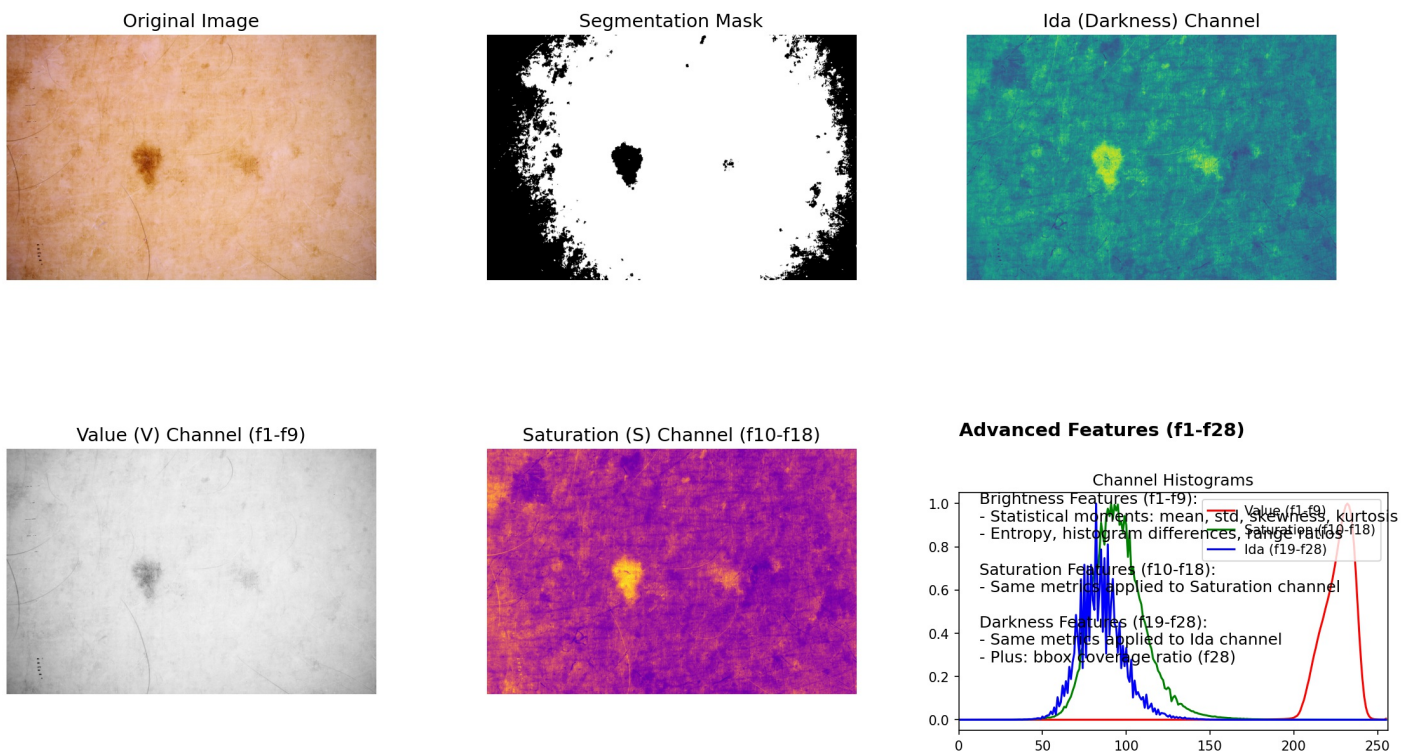 Original Image
Segmentation Mask
Ida (Darkness) Channel
Value (V) Channel (f1-f9)
Saturation (S) Channel (f10-f18)
Advanced Features (f1-f28)
Channel Histograms
Brightness Features (f1-f9):
- Statistical moments: mean, std, skewness, kurtosis
- Entropy, histogram differences, range ratios
Saturation Features (f10-f18):
- Same metrics applied to Saturation channel
Darkness Features (f19-f28):
- Same metrics applied to Ida channel
- Plus: bbox coverage ratio (f28)
Value (f1-f9)
Saturation (f10-f18)
Ida (f19-f28)
1.0
0.8
0.6
0.4
0.2
0.0
0 50 100 150 200 250